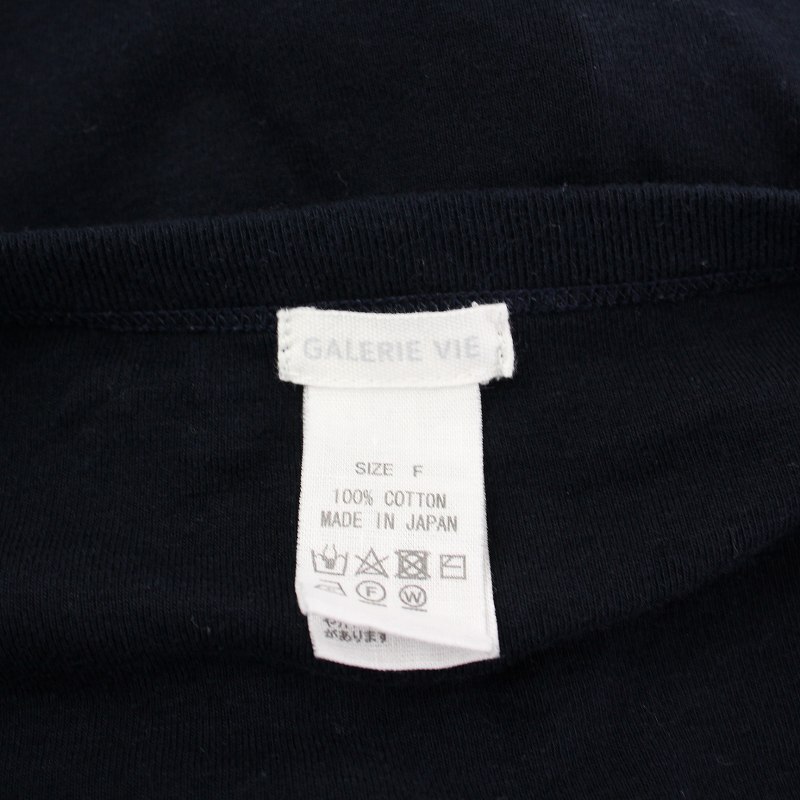 GALERIE VIE
SIZE F
100% COTTON
MADE IN JAPAN
F W
があります